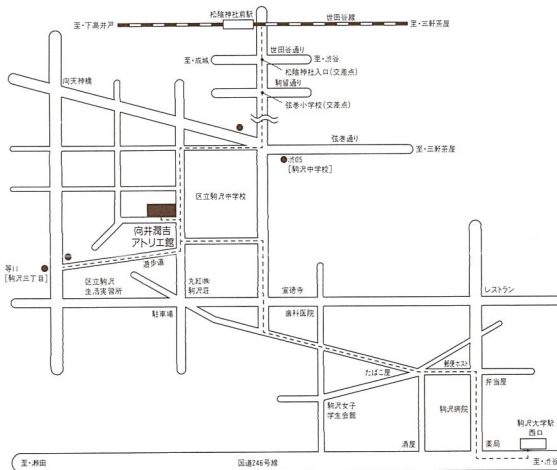 松陰神社前駅
世田谷線
至・下高井戸
至・三軒茶屋
世田谷通り
至・成城
至・渋谷
松陰神社入口(交差点)
向天神橋
駒留通り
弦巻小学校(交差点)
弦巻通り
至・三軒茶屋
渋05
[駒沢中学校]
区立駒沢中学校
向井潤吉
アトリエ館
等11
[駒沢三丁目]
遊歩道
区立駒沢
生活実習所
丸紅㈱
駒沢荘
宣徳寺
レストラン
駐車場
歯科医院
たばこ屋
郵便ポスト
弁当屋
駒沢女子
学生会館
駒沢病院
駒沢大学駅
西口
酒屋
薬局
至・瀬田
国道246号線
至・渋谷